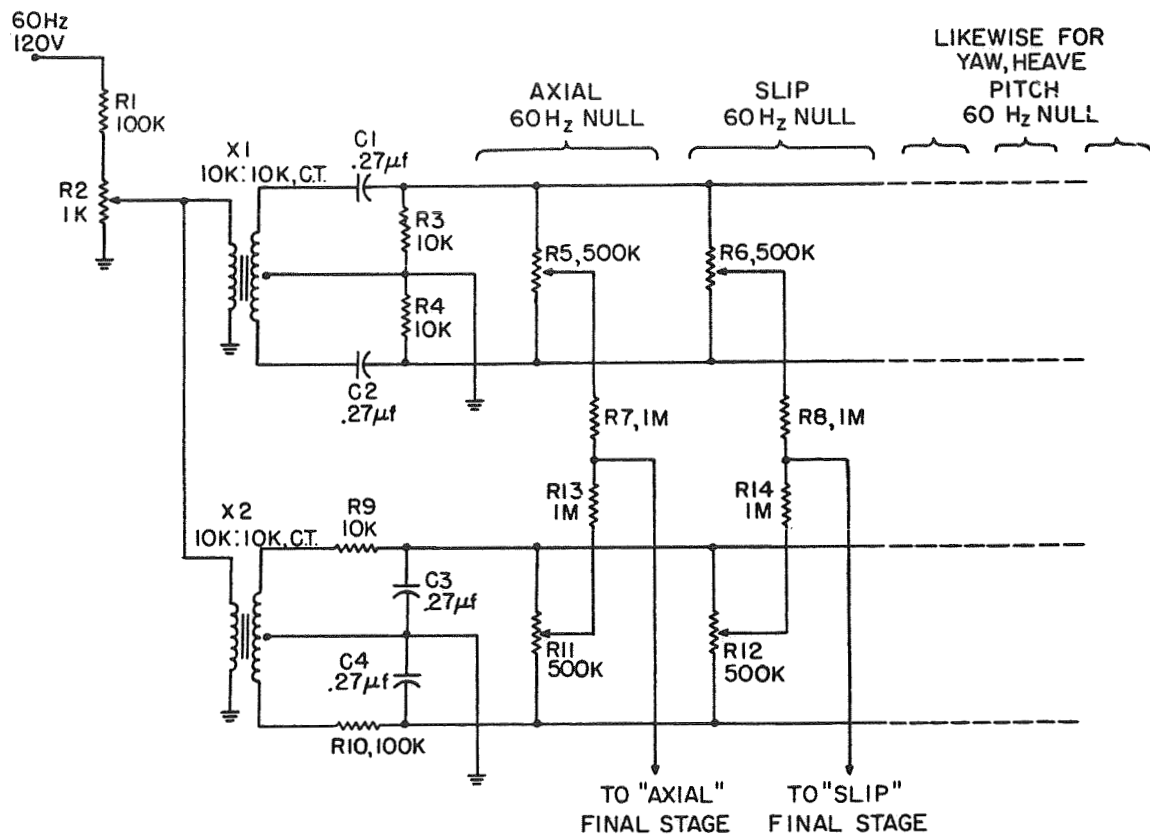 60Hz
120V
R1
100K
R2
1K
X1
10K:10K, C.T.
C1
.27µf
R3
10K
R4
10K
C2
.27µf
AXIAL
60Hz NULL
SLIP
60Hz NULL
LIKEWISE FOR
YAW, HEAVE
PITCH
60 Hz NULL
R5, 500K
R6, 500K
R7, 1M
R8, 1M
R13
1M
R14
1M
X2
10K:10K, C.T.
R9
10K
C3
.27µf
C4
.27µf
R10, 100K
R11
500K
R12
500K
TO "AXIAL"
FINAL STAGE
TO "SLIP"
FINAL STAGE